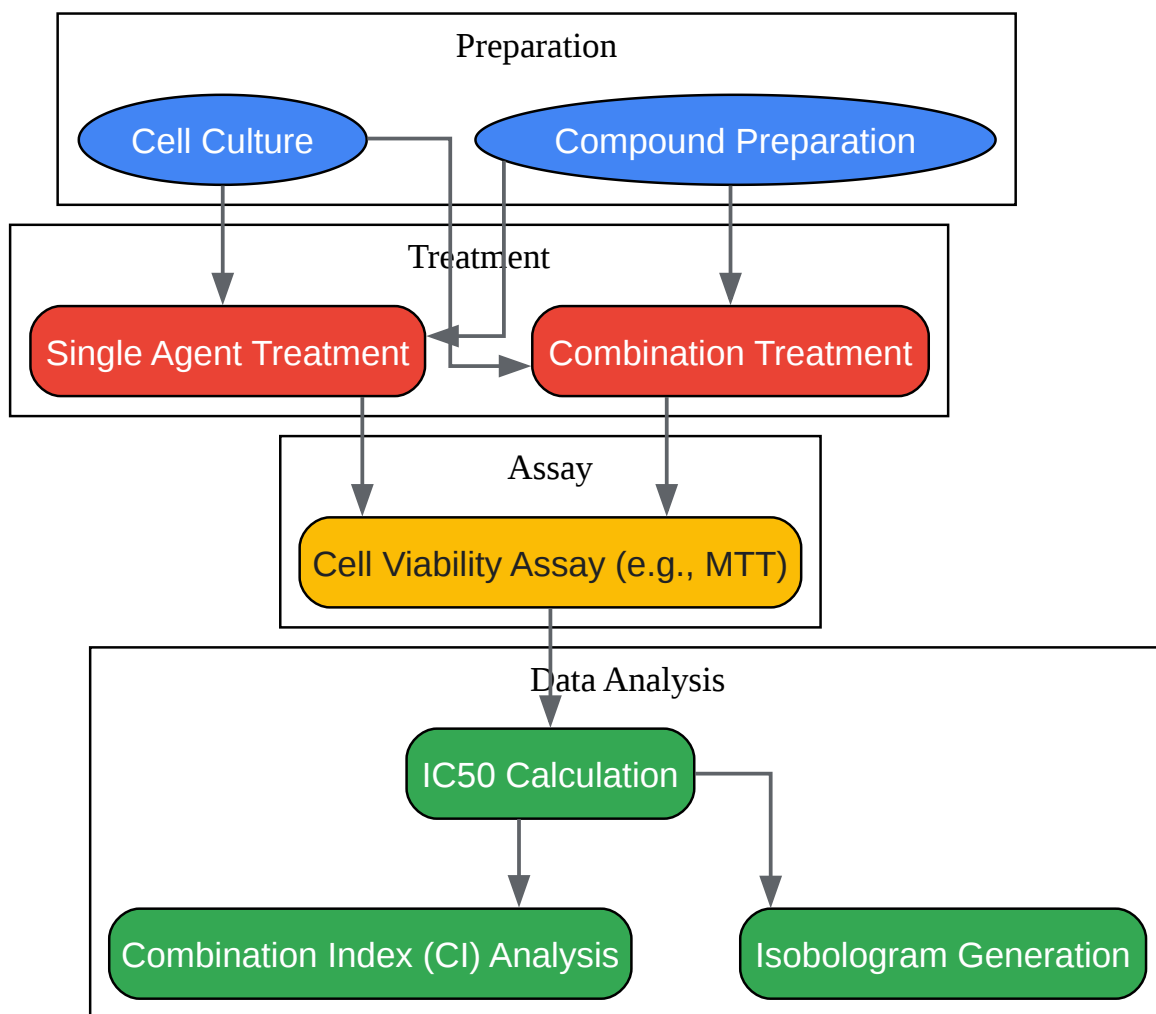 Preparation
Cell Culture
Compound Preparation
Treatment
Single Agent Treatment
Combination Treatment
Assay
Cell Viability Assay (e.g., MTT)
Data Analysis
IC50 Calculation
Combination Index (CI) Analysis
Isobologram Generation